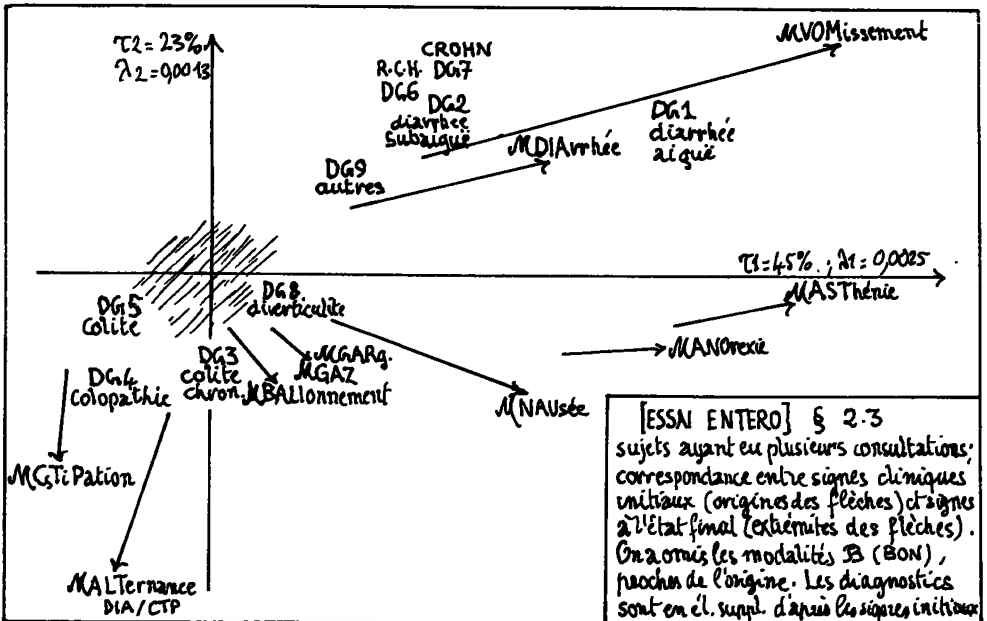 τ2 = 23%
λ2 = 0,0013
MVOMissement
CROHN
R.C.H. DG7
DG6
DG2
diarrhée
subaiguë
DG1
diarrhée
aiguë
MDIArrhée
DG9
autres
τ1 = 45% ; λ1 = 0,0025
MASThénie
DG5
colite
DG8
diverticulite
MANOrexie
MGARg.
MGAZ
DG3
colite
chron.
MBALlonnement
DG4
colopathie
MNAUsée
MCsTiPation
MALTernance
DIA/CTP
[ESSAI ENTERO] § 2.3
sujets ayant eu plusieurs consultations:
correspondance entre signes cliniques
initiaux (origines des flèches) et signes
à l'état final (extrémités des flèches).
On a omis les modalités B (BON),
proches de l'origine. Les diagnostics
sont en él. suppl. d'après les signes initiaux